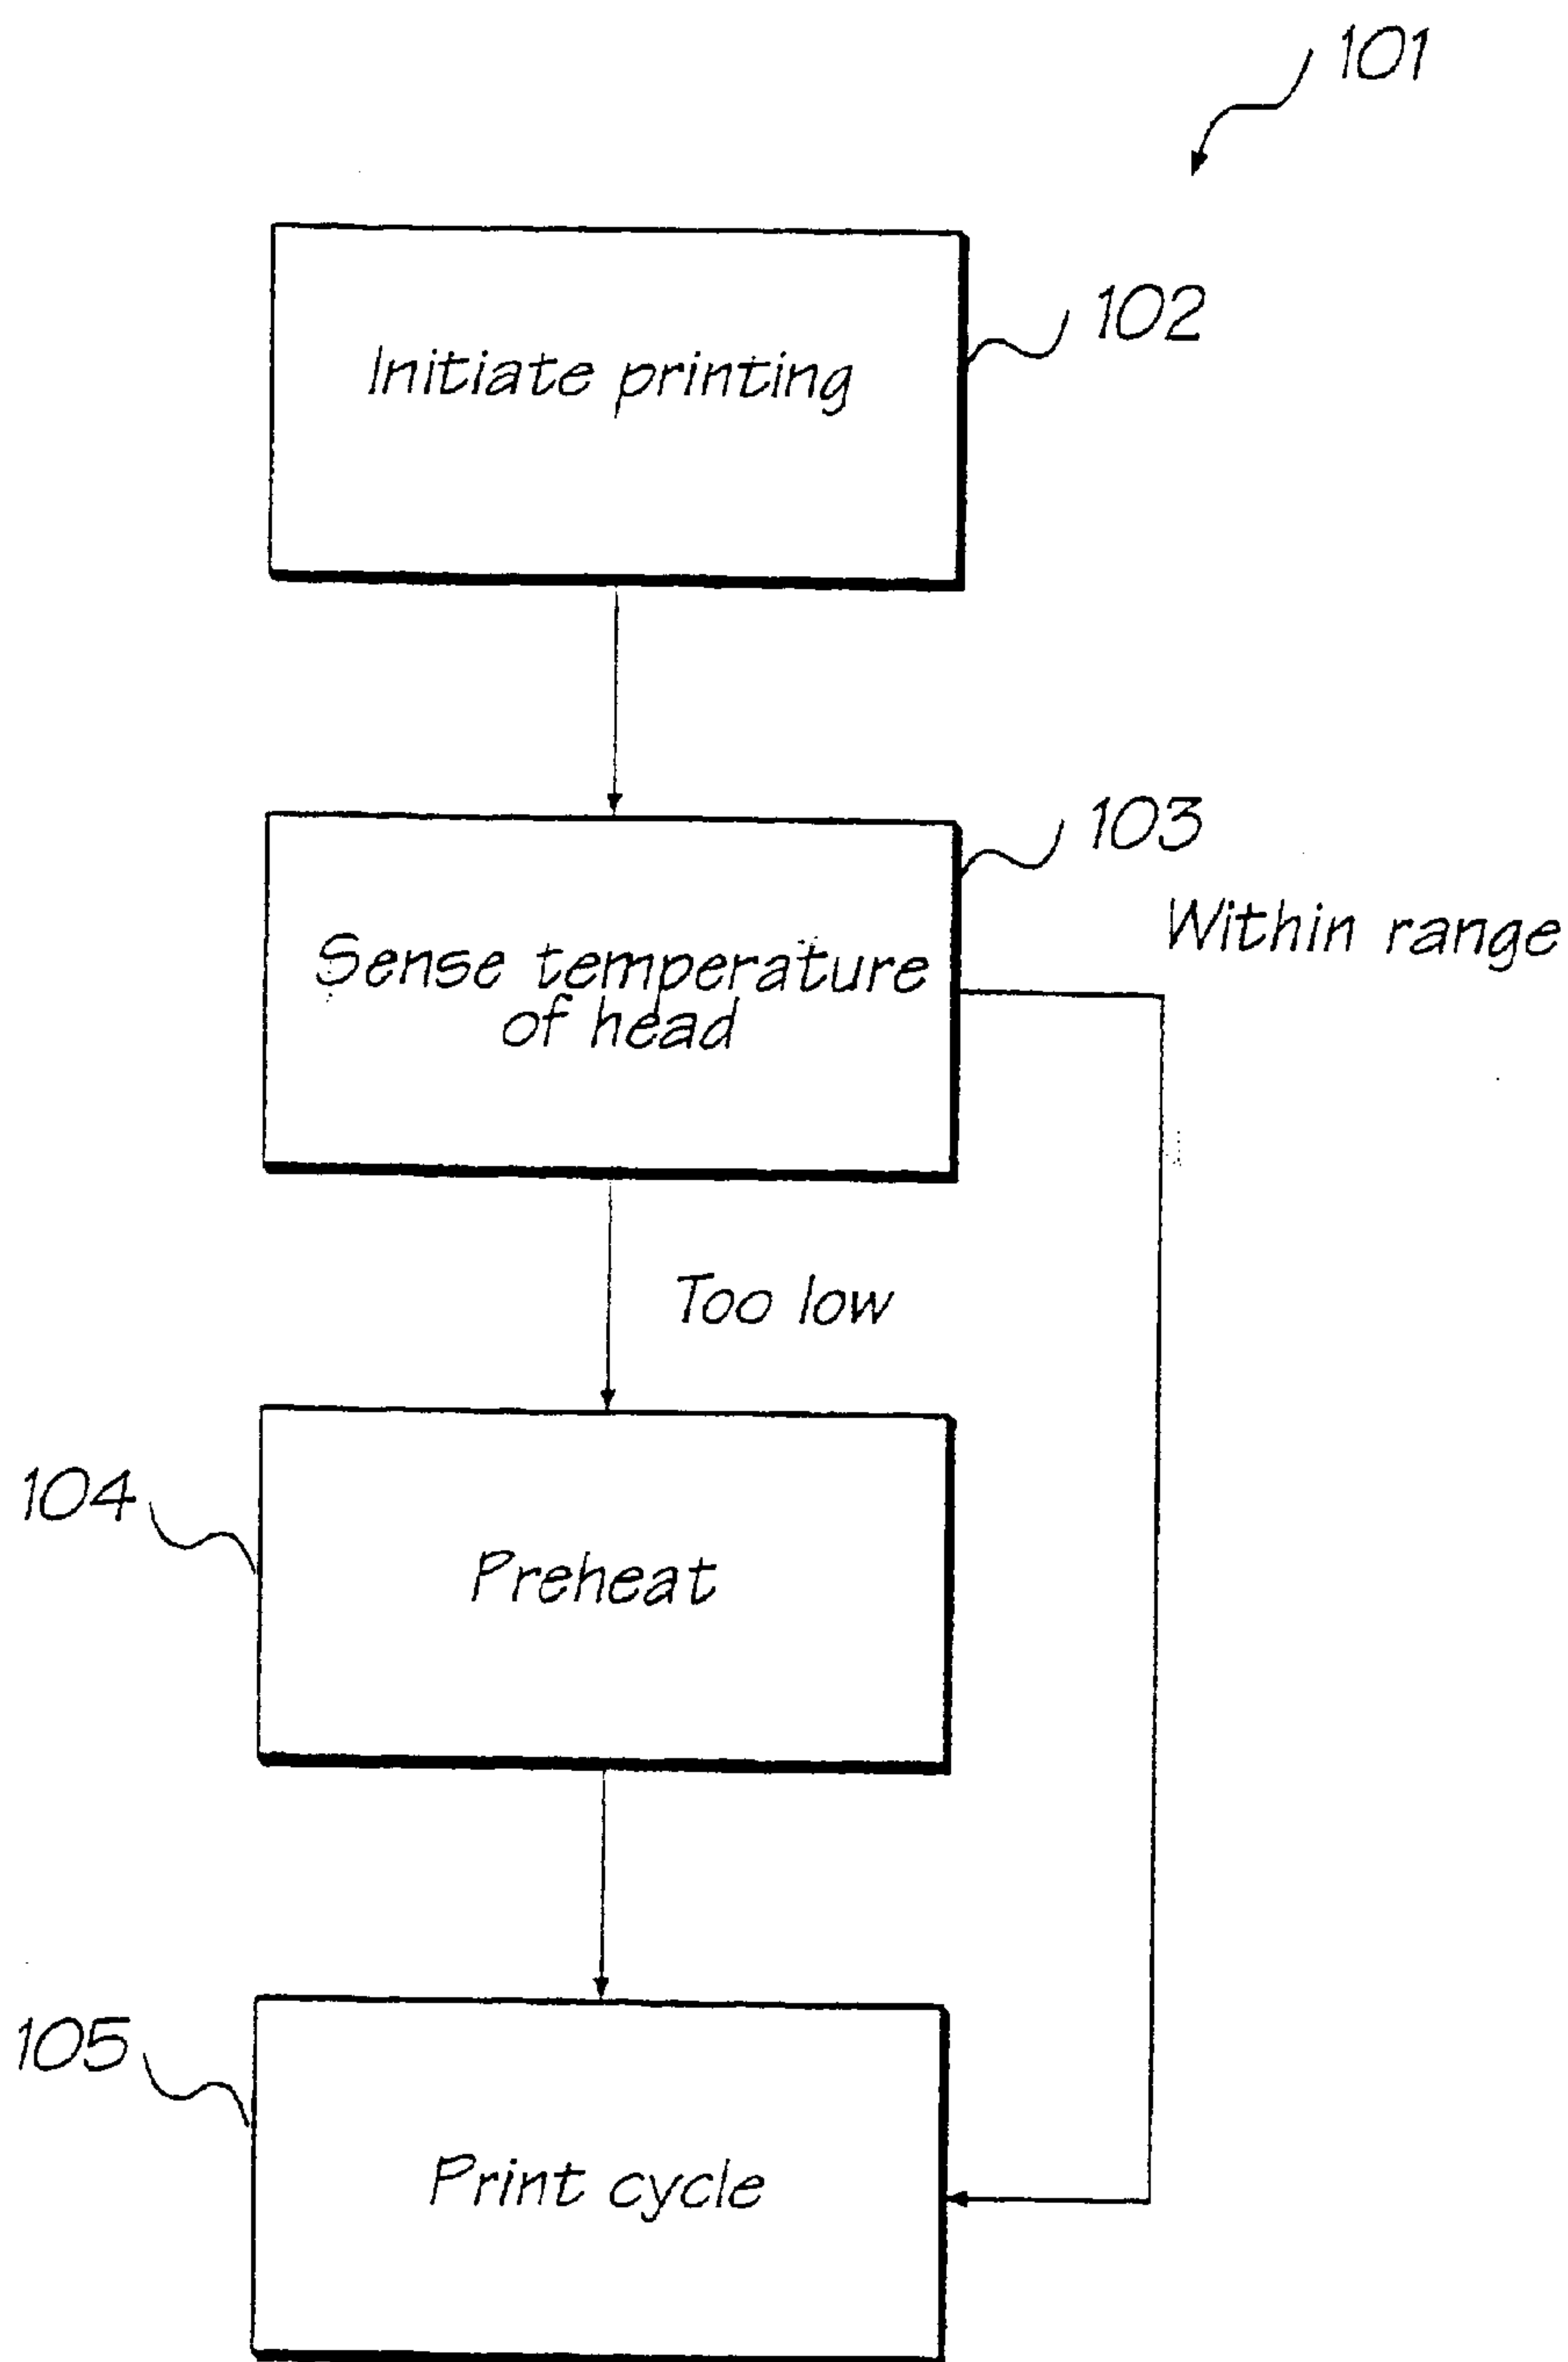 101
Initiate printing
102
103
Within range
Sense temperature
of head
Too low
104
Preheat
105
Print cycle